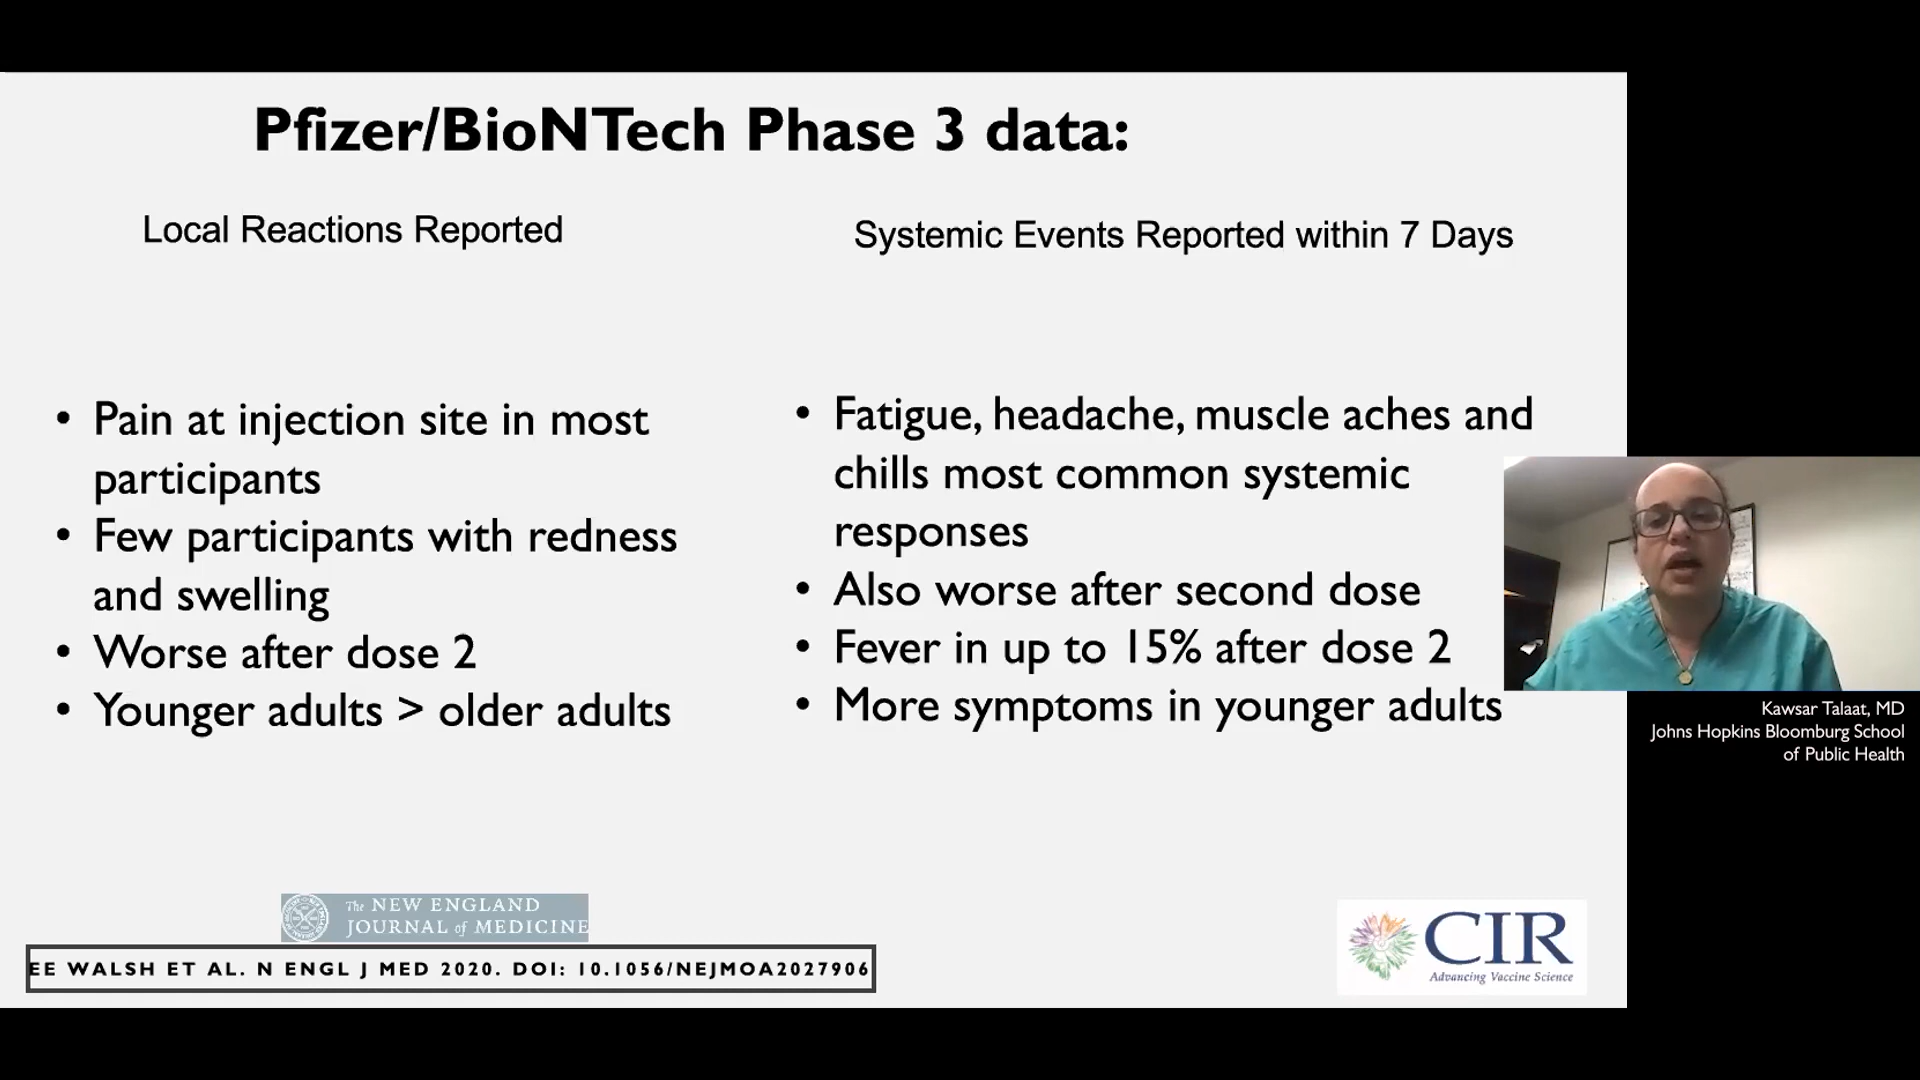 Pfizer/BioNTech Phase 3 data:
Local Reactions Reported
• Pain at injection site in most
participants
• Few participants with redness
and swelling
• Worse after dose 2
• Younger adults > older adults
Systemic Events Reported within 7 Days
• Fatigue, headache, muscle aches and
chills most common systemic
responses
• Also worse after second dose
• Fever in up to 15% after dose 2
• More symptoms in younger adults
Kawsar Talaat, MD
Johns Hopkins Bloomburg School
of Public Health
The NEW ENGLAND
JOURNAL of MEDICINE
EE WALSH ET AL. N ENGL J MED 2020. DOI: 10.1056/NEJMOA2027906
CIR
Advancing Vaccine Science